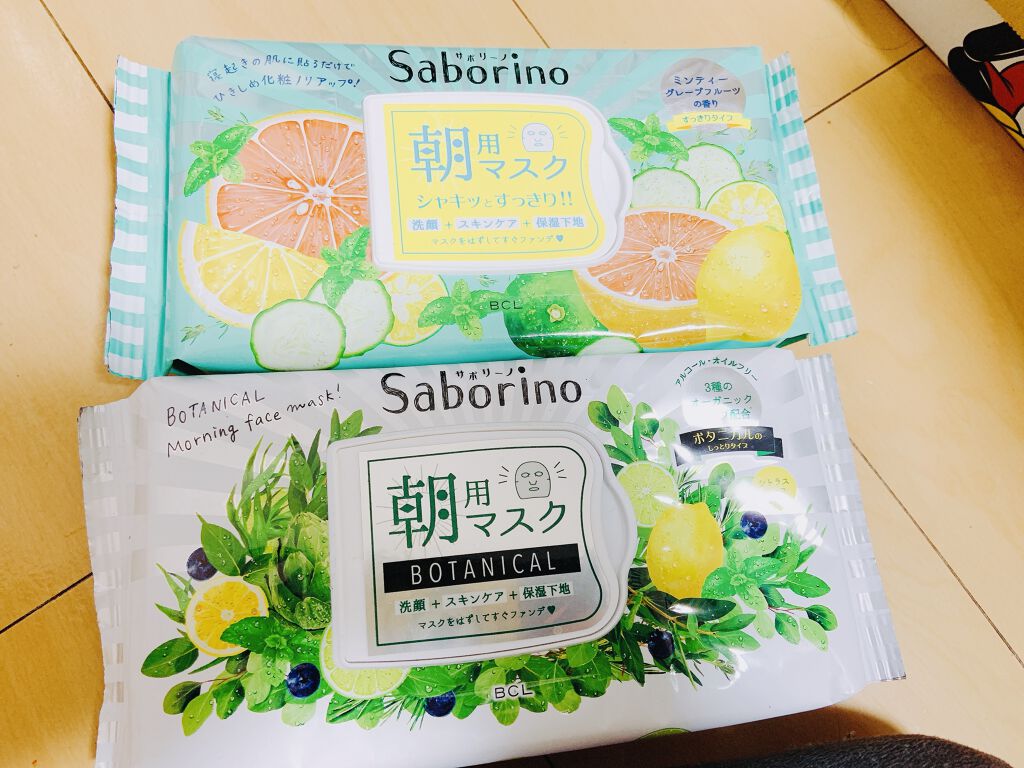 サボリーノ
Saborino
寝起きの肌に貼るだけで
ひきしめ化粧ノリアップ!
ミンティー
グレープフルーツ
の香り
すっきりタイプ
朝用
マスク
シャキッとすっきり!!
洗顔 + スキンケア + 保湿下地
マスクをはずしてすぐファンデ♥
BCL
サボリーノ
Saborino
BOTANICAL
Morning face mask!
アルコール・オイルフリー
3種の
オーガニック
配合
ボタニカルの
しっとりタイプ
シトラス
朝用
マスク
BOTANICAL
洗顔 + スキンケア + 保湿下地
マスクをはずしてすぐファンデ♥
BCL